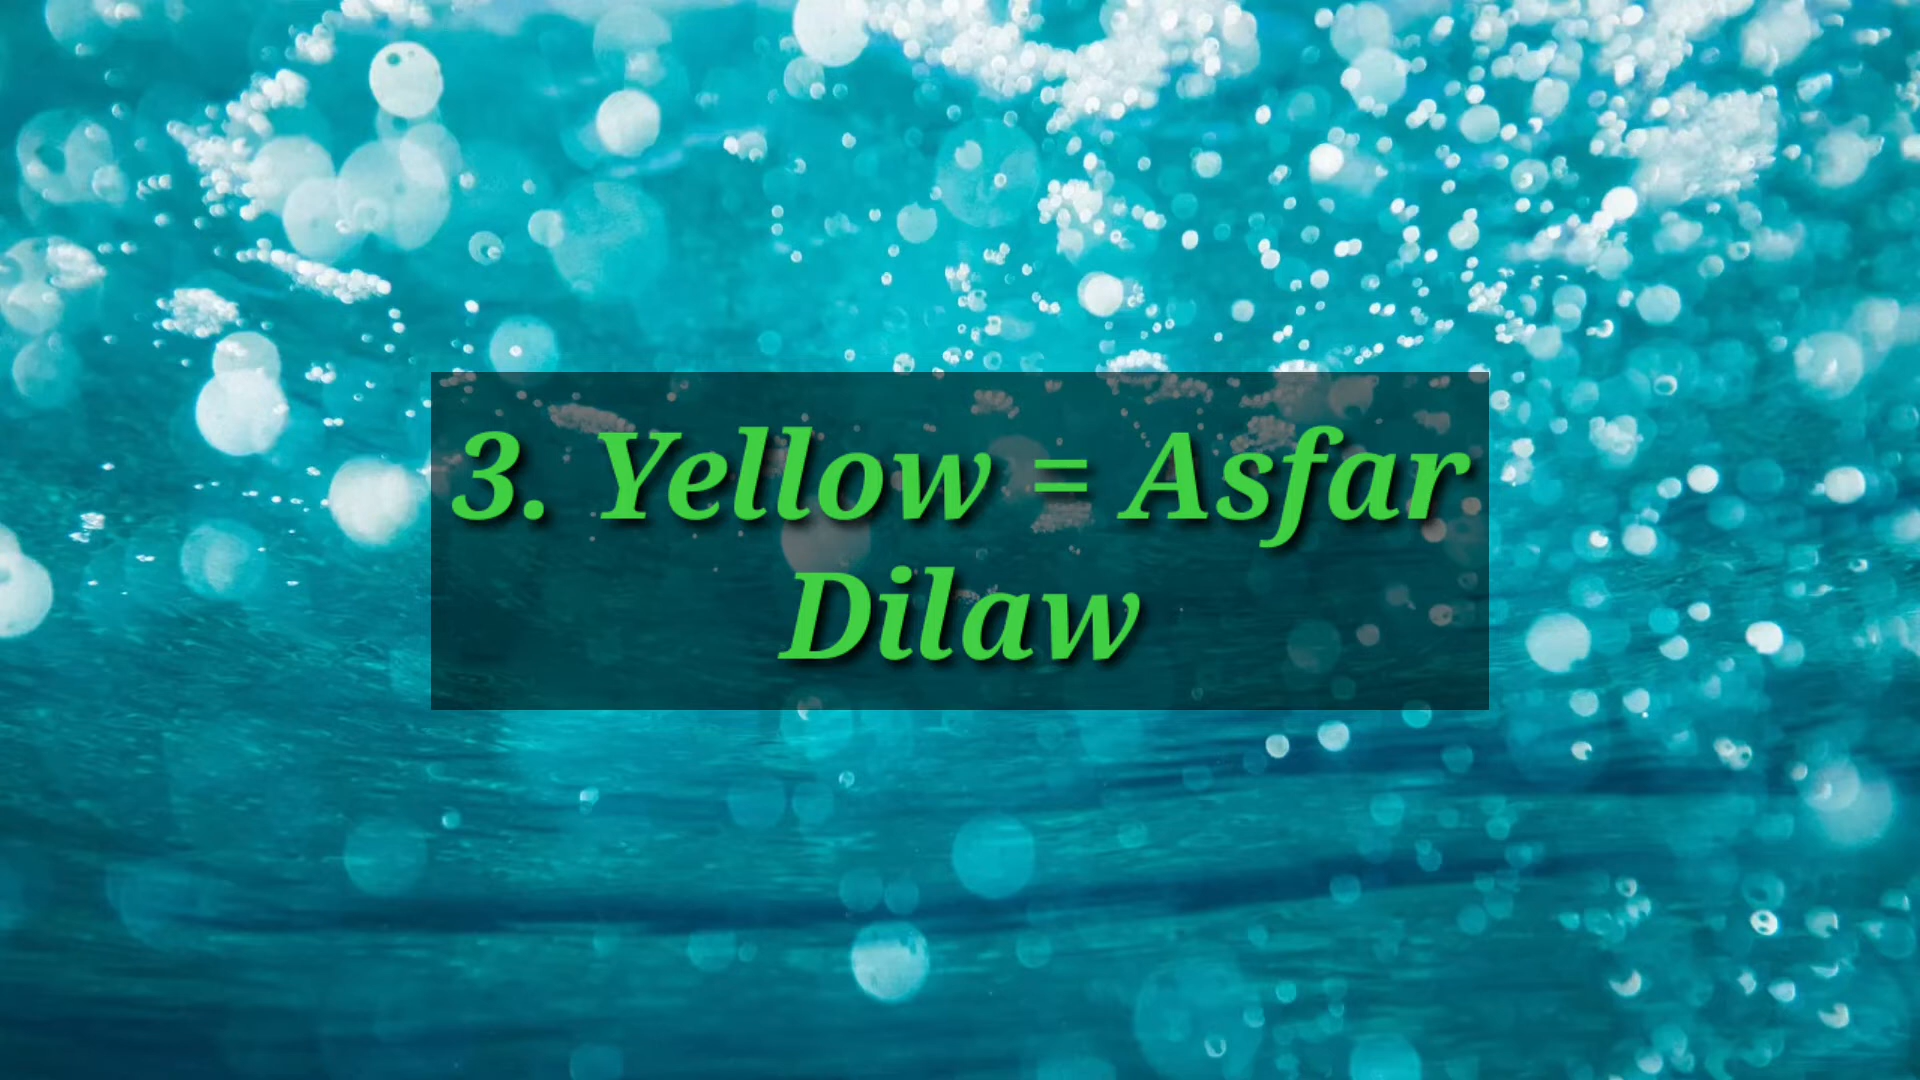 3. Yellow = Asfar
Dilaw